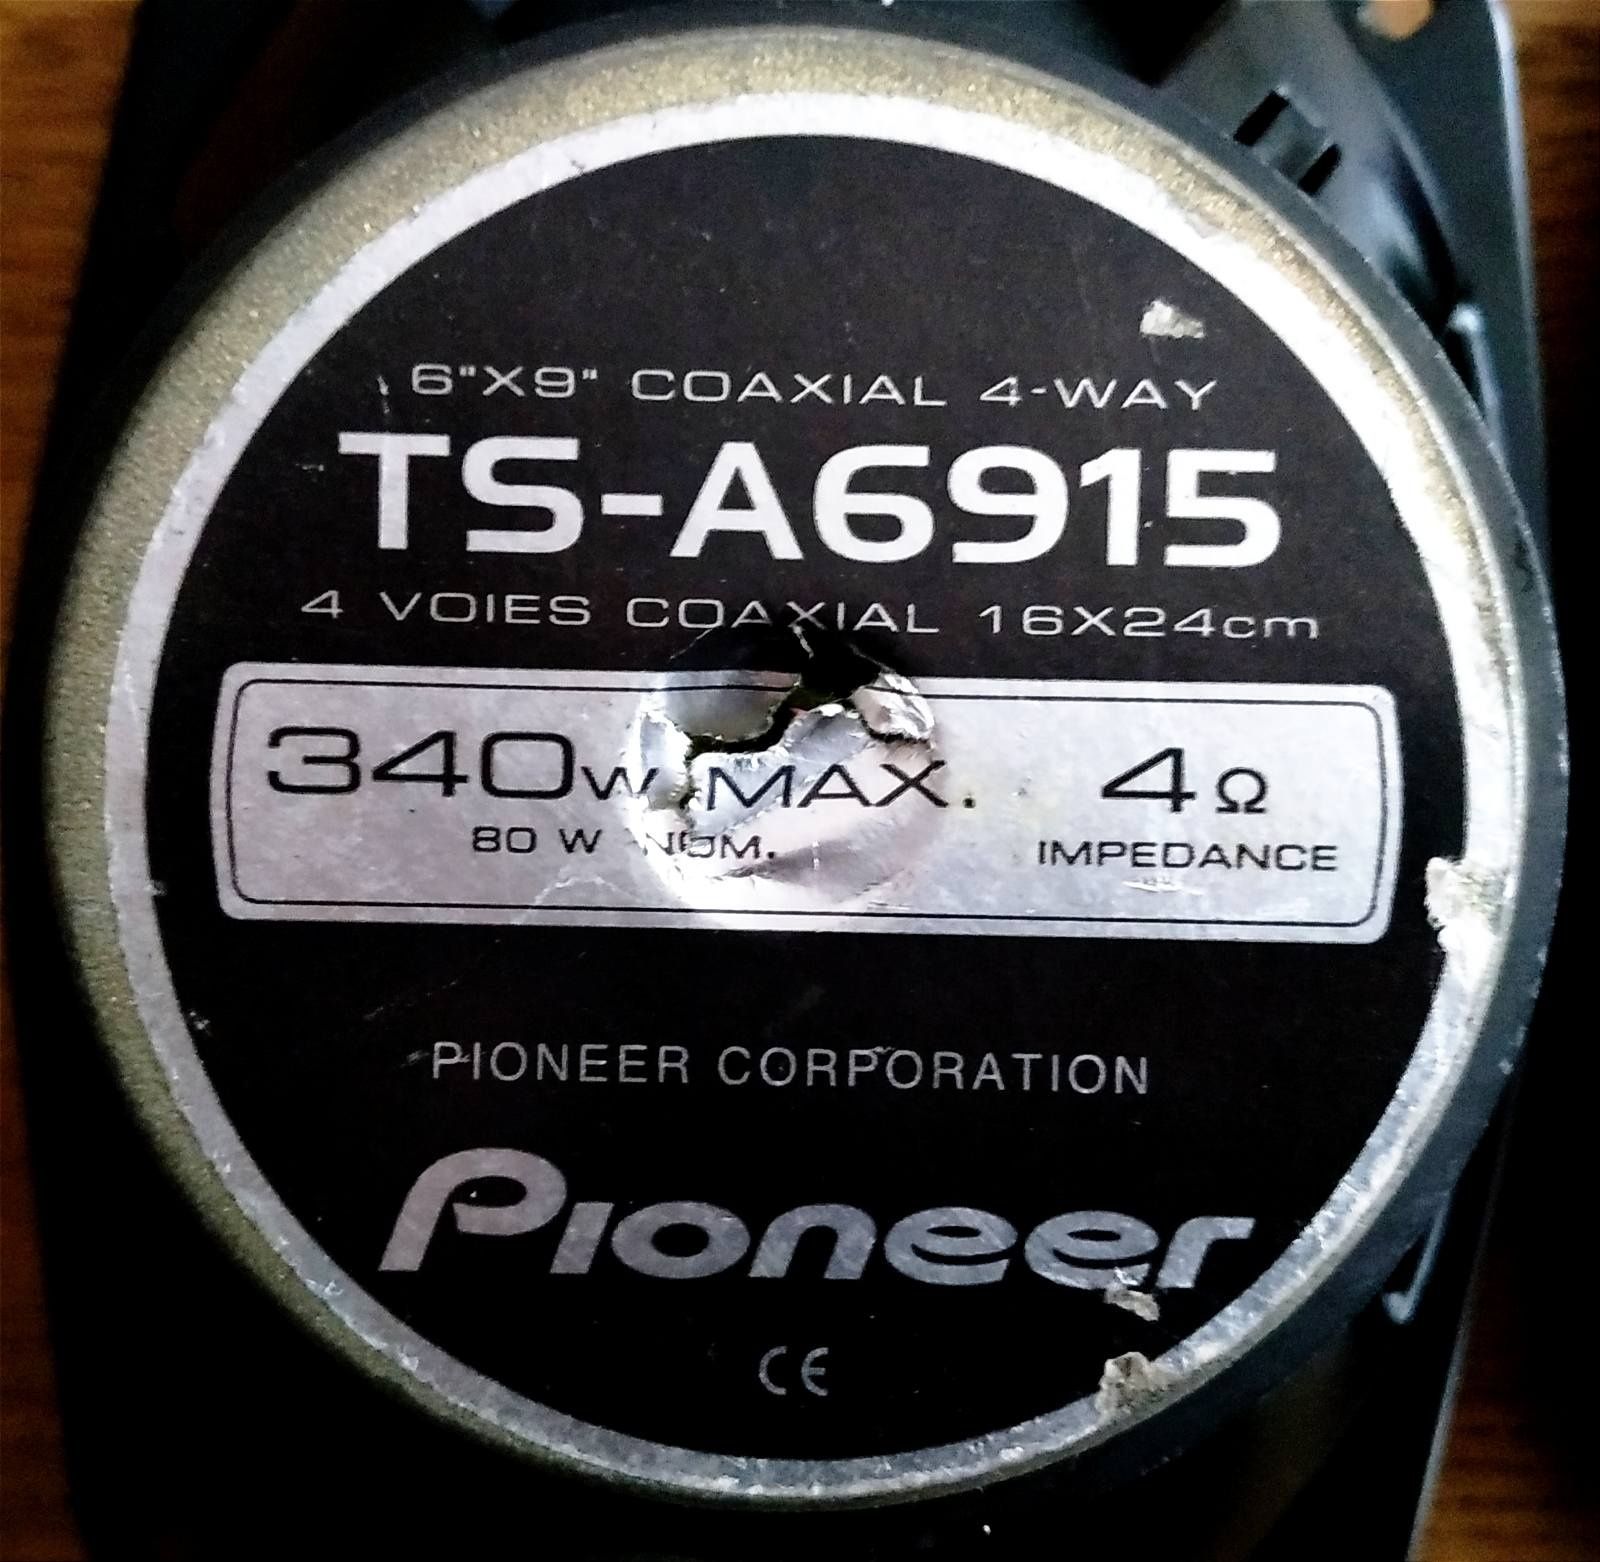 6"X9" COAXIAL 4-WAY
TS-A6915
4 VOIES COAXIAL 16X24cm
340W MAX. 4Ω
80 W NOM. IMPEDANCE
PIONEER CORPORATION
Pioneer
CE